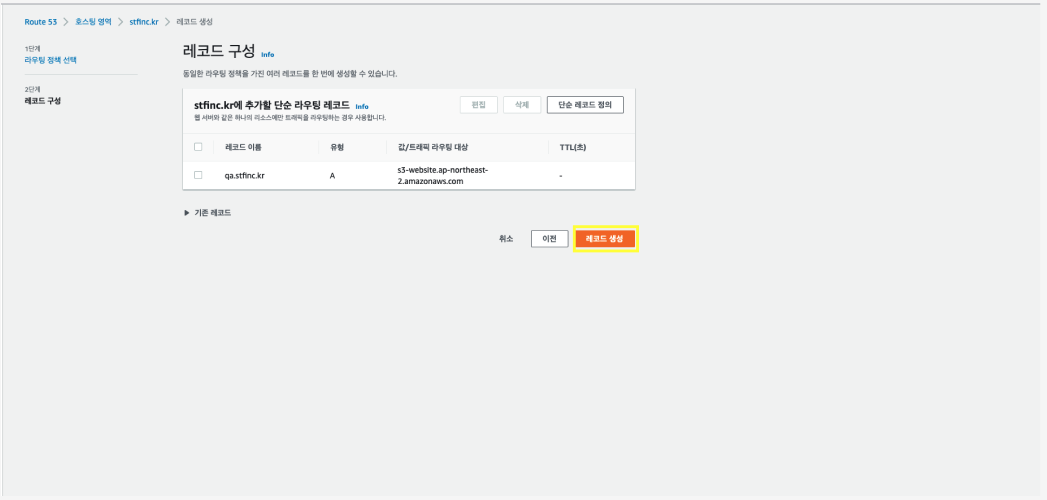 Route 53 > 호스팅 영역 > stfinc.kr > 레코드 생성
1단계
라우팅 정책 선택
2단계
레코드 구성
레코드 구성 Info
동일한 라우팅 정책을 가진 여러 레코드를 한 번에 생성할 수 있습니다.
stfinc.kr에 추가할 단순 라우팅 레코드 Info
웹 서버와 같은 하나의 리소스에만 트래픽을 라우팅하는 경우 사용합니다.
편집 삭제 단순 레코드 정의
레코드 이름 유형 값/트래픽 라우팅 대상 TTL(초)
qa.stfinc.kr A s3-website.ap-northeast-
2.amazonaws.com -
▶ 기존 레코드
취소 이전 레코드 생성